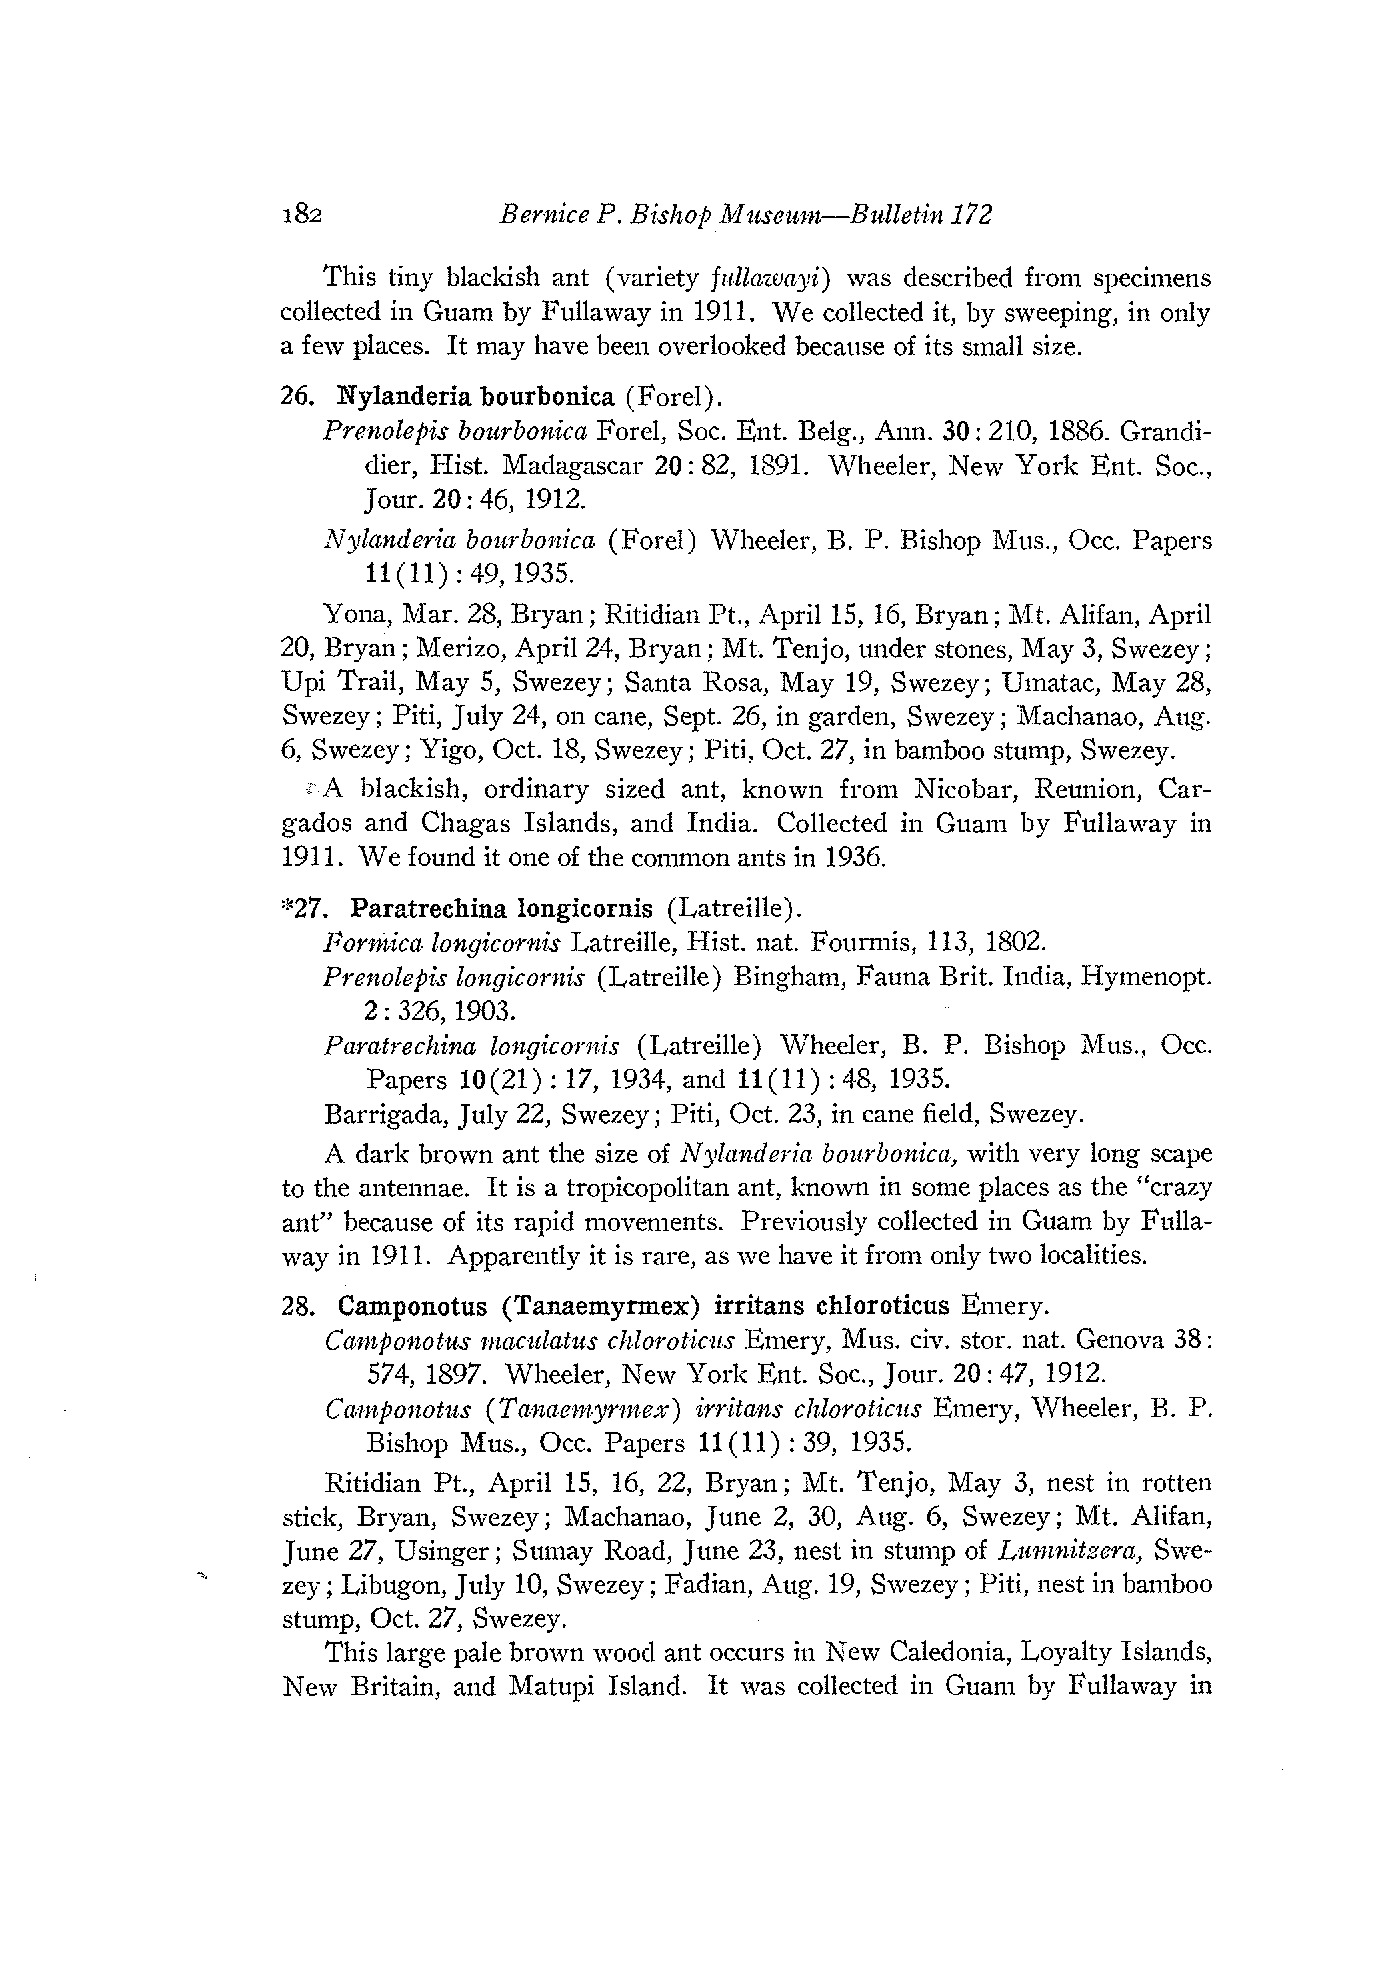 182 Bernice P. Bishop Museum—Bulletin 172
This tiny blackish ant (variety fullawayi) was described from specimens
collected in Guam by Fullaway in 1911. We collected it, by sweeping, in only
a few places. It may have been overlooked because of its small size.
26. Nylanderia bourbonica (Forel).
Prenolepis bourbonica Forel, Soc. Ent. Belg., Ann. 30: 210, 1886. Grandi-
dier, Hist. Madagascar 20: 82, 1891. Wheeler, New York Ent. Soc.,
Jour. 20: 46, 1912.
Nylanderia bourbonica (Forel) Wheeler, B. P. Bishop Mus., Occ. Papers
11(11): 49, 1935.
Yona, Mar. 28, Bryan; Ritidian Pt., April 15, 16, Bryan; Mt. Alifan, April
20, Bryan; Merizo, April 24, Bryan; Mt. Tenjo, under stones, May 3, Swezey;
Upi Trail, May 5, Swezey; Santa Rosa, May 19, Swezey; Umatac, May 28,
Swezey; Piti, July 24, on cane, Sept. 26, in garden, Swezey; Machanao, Aug.
6, Swezey; Yigo, Oct. 18, Swezey; Piti, Oct. 27, in bamboo stump, Swezey.
A blackish, ordinary sized ant, known from Nicobar, Reunion, Car-
gados and Chagas Islands, and India. Collected in Guam by Fullaway in
1911. We found it one of the common ants in 1936.
*27. Paratrechina longicornis (Latreille).
Formica longicornis Latreille, Hist. nat. Fourmis, 113, 1802.
Prenolepis longicornis (Latreille) Bingham, Fauna Brit. India, Hymenopt.
2: 326, 1903.
Paratrechina longicornis (Latreille) Wheeler, B. P. Bishop Mus., Occ.
Papers 10(21): 17, 1934, and 11(11): 48, 1935.
Barrigada, July 22, Swezey; Piti, Oct. 23, in cane field, Swezey.
A dark brown ant the size of Nylanderia bourbonica, with very long scape
to the antennae. It is a tropicopolitan ant, known in some places as the "crazy
ant" because of its rapid movements. Previously collected in Guam by Fulla-
way in 1911. Apparently it is rare, as we have it from only two localities.
28. Camponotus (Tanaemyrmex) irritans chloroticus Emery.
Camponotus maculatus chloroticus Emery, Mus. civ. stor. nat. Genova 38:
574, 1897. Wheeler, New York Ent. Soc., Jour. 20: 47, 1912.
Camponotus (Tanaemyrmex) irritans chloroticus Emery, Wheeler, B. P.
Bishop Mus., Occ. Papers 11(11): 39, 1935.
Ritidian Pt., April 15, 16, 22, Bryan; Mt. Tenjo, May 3, nest in rotten
stick, Bryan, Swezey; Machanao, June 2, 30, Aug. 6, Swezey; Mt. Alifan,
June 27, Usinger; Sumay Road, June 23, nest in stump of Lumnitzera, Swe-
zey; Libugon, July 10, Swezey; Fadian, Aug. 19, Swezey; Piti, nest in bamboo
stump, Oct. 27, Swezey.
This large pale brown wood ant occurs in New Caledonia, Loyalty Islands,
New Britain, and Matupi Island. It was collected in Guam by Fullaway in